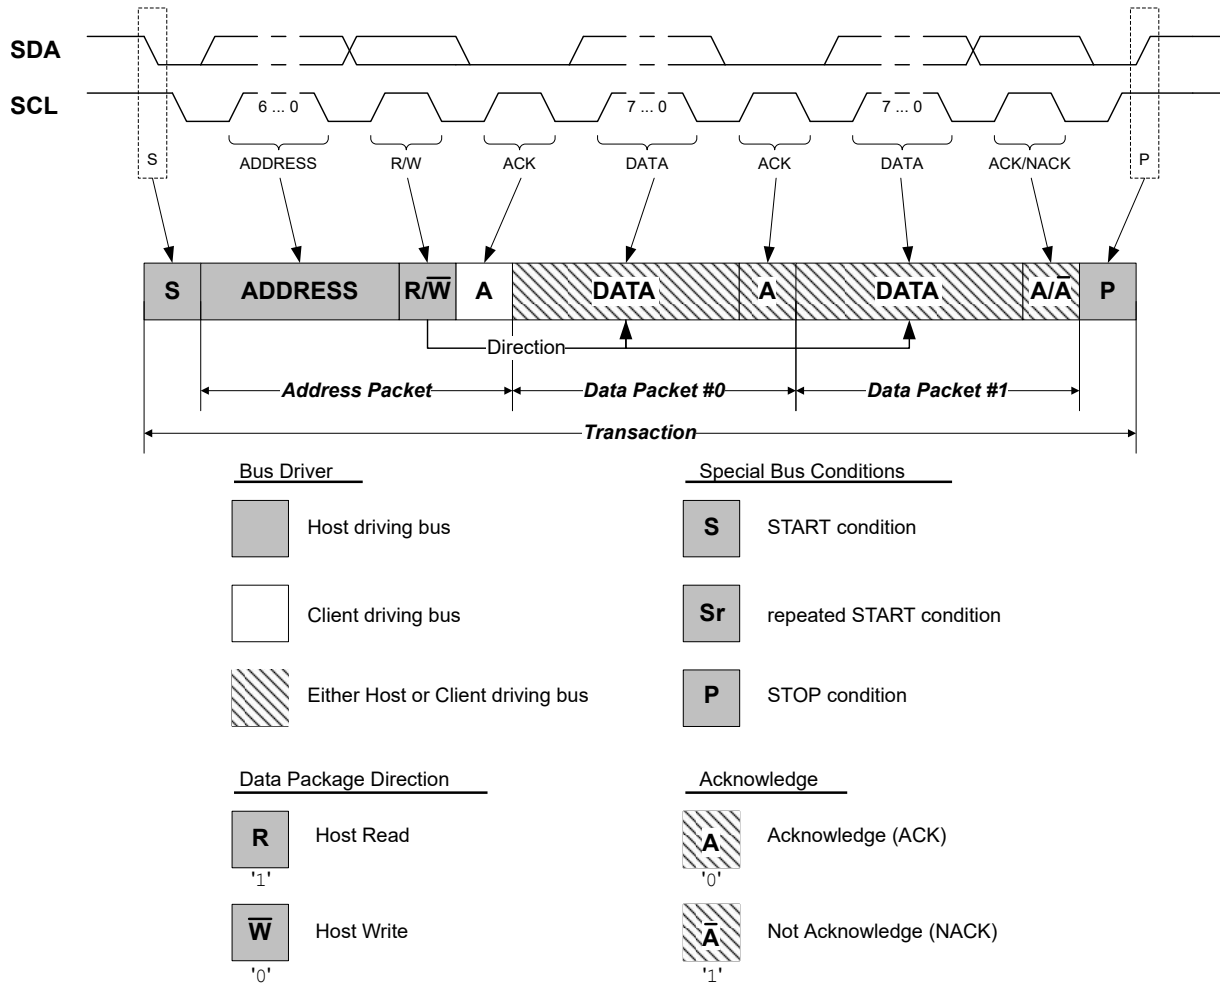 SDA
SCL
6 ... 0
7 ... 0
7 ... 0
S
ADDRESS
R/W
ACK
DATA
ACK
DATA
ACK/NACK
P
S
ADDRESS
R/W̅
A
DATA
A
DATA
A/A̅
P
Direction
Address Packet
Data Packet #0
Data Packet #1
Transaction
Bus Driver
Special Bus Conditions
Host driving bus
S
START condition
Client driving bus
Sr
repeated START condition
Either Host or Client driving bus
P
STOP condition
Data Package Direction
Acknowledge
R
Host Read
'1'
A
Acknowledge (ACK)
'0'
W̅
Host Write
'0'
A̅
Not Acknowledge (NACK)
'1'